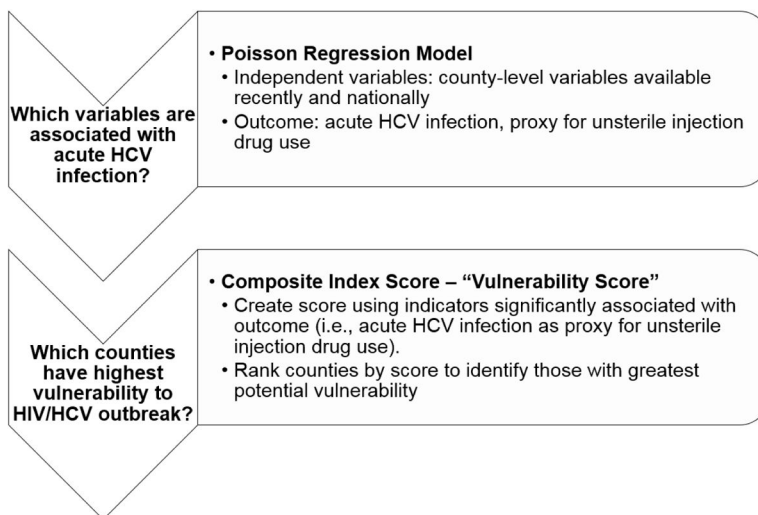 Which variables are
associated with
acute HCV
infection?
• Poisson Regression Model
• Independent variables: county-level variables available
recently and nationally
• Outcome: acute HCV infection, proxy for unsterile injection
drug use
Which counties
have highest
vulnerability to
HIV/HCV outbreak?
• Composite Index Score – “Vulnerability Score”
• Create score using indicators significantly associated with
outcome (i.e., acute HCV infection as proxy for unsterile
injection drug use).
• Rank counties by score to identify those with greatest
potential vulnerability